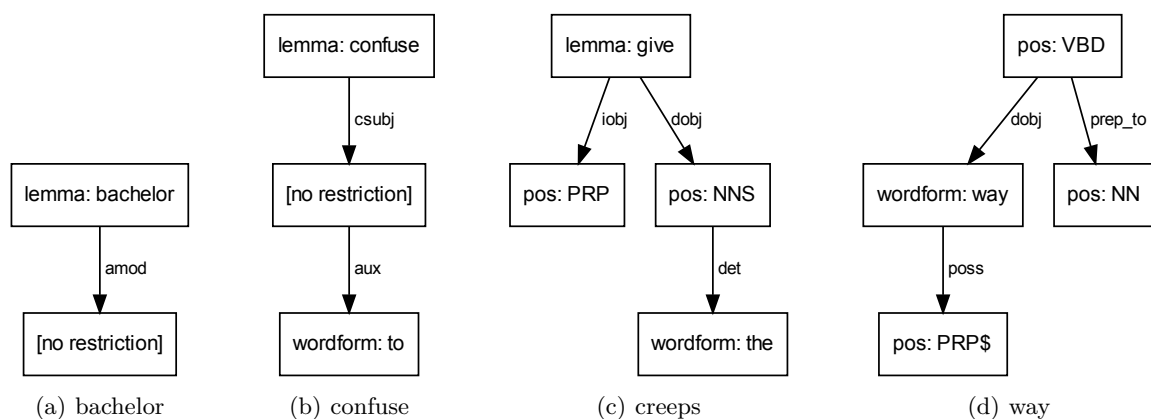 lemma: confuse
lemma: give
pos: VBD
csubj
iobj
dobj
dobj
prep_to
lemma: bachelor
[no restriction]
pos: PRP
pos: NNS
wordform: way
pos: NN
amod
aux
det
poss
[no restriction]
wordform: to
wordform: the
pos: PRP$
(a) bachelor
(b) confuse
(c) creeps
(d) way